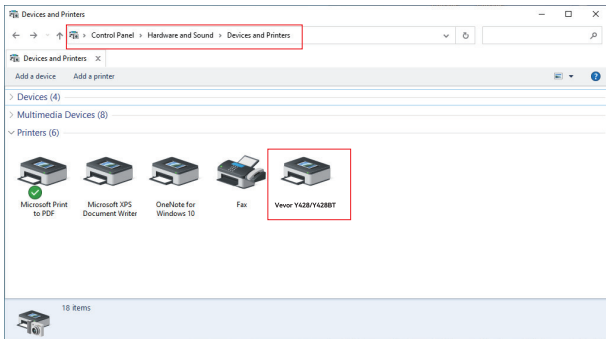 Devices and Printers
Control Panel > Hardware and Sound > Devices and Printers
Devices and Printers X
Add a device Add a printer
> Devices (4)
> Multimedia Devices (8)
Printers (6)
Microsoft Print to PDF
Microsoft XPS Document Writer
OneNote for Windows 10
Fax
Vevor Y428/Y428BT
18 items